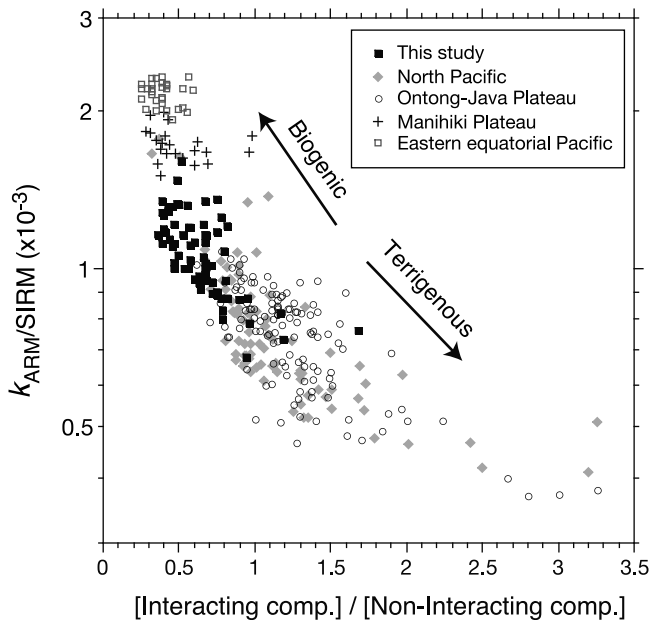 3
2
1
0.5
k_ARM/SIRM (x10⁻³)
This study
North Pacific
Ontong-Java Plateau
Manihiki Plateau
Eastern equatorial Pacific
Biogenic
Terrigenous
0 0.5 1 1.5 2 2.5 3 3.5
[Interacting comp.] / [Non-Interacting comp.]